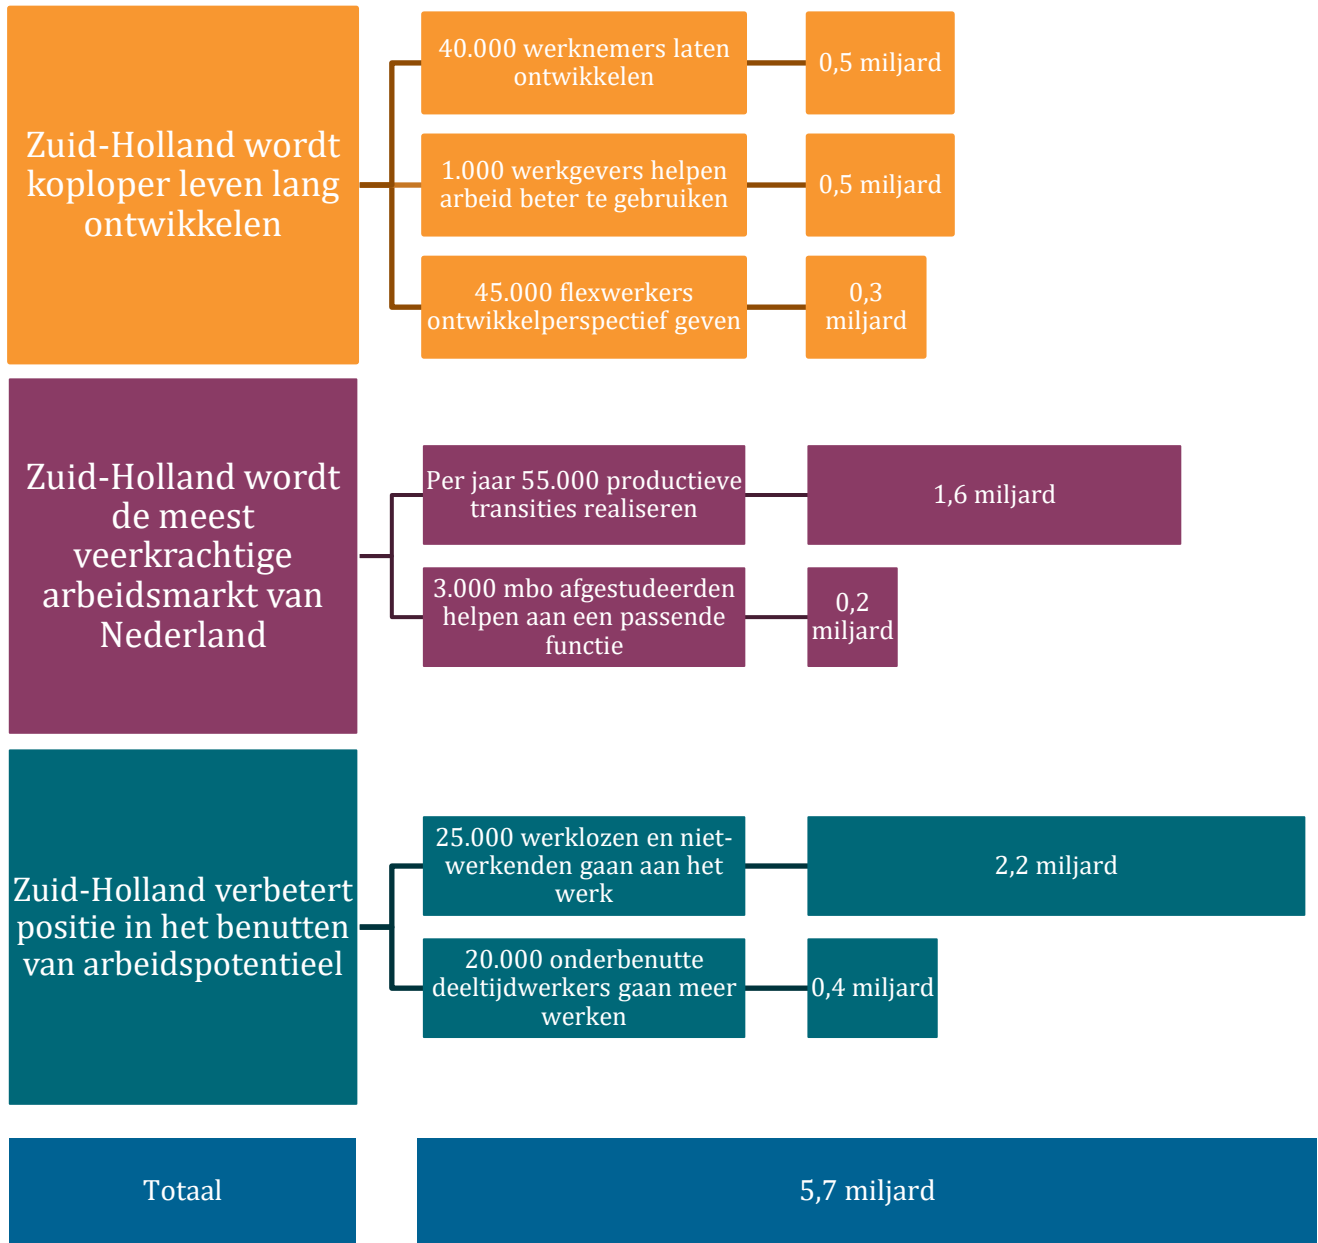 Zuid-Holland wordt
koploper leven lang
ontwikkelen
40.000 werknemers laten
ontwikkelen
0,5 miljard
1.000 werkgevers helpen
arbeid beter te gebruiken
0,5 miljard
45.000 flexwerkers
ontwikkelperspectief geven
0,3
miljard
Zuid-Holland wordt
de meest
veerkrachtige
arbeidsmarkt van
Nederland
Per jaar 55.000 productieve
transities realiseren
1,6 miljard
3.000 mbo afgestudeerden
helpen aan een passende
functie
0,2
miljard
Zuid-Holland verbetert
positie in het benutten
van arbeidspotentieel
25.000 werklozen en niet-
werkenden gaan aan het
werk
2,2 miljard
20.000 onderbenutte
deeltijdwerkers gaan meer
werken
0,4 miljard
Totaal
5,7 miljard